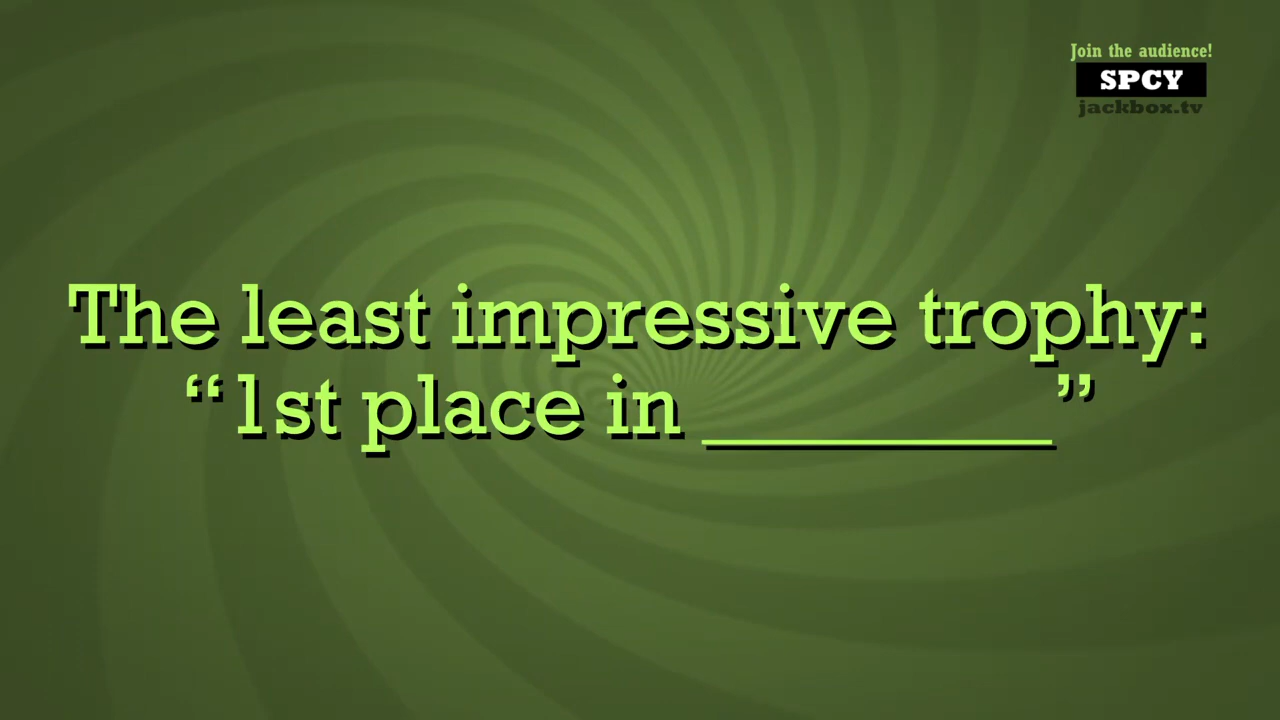 Join the audience!
SPCY
jackbox.tv
The least impressive trophy:
“1st place in ________”